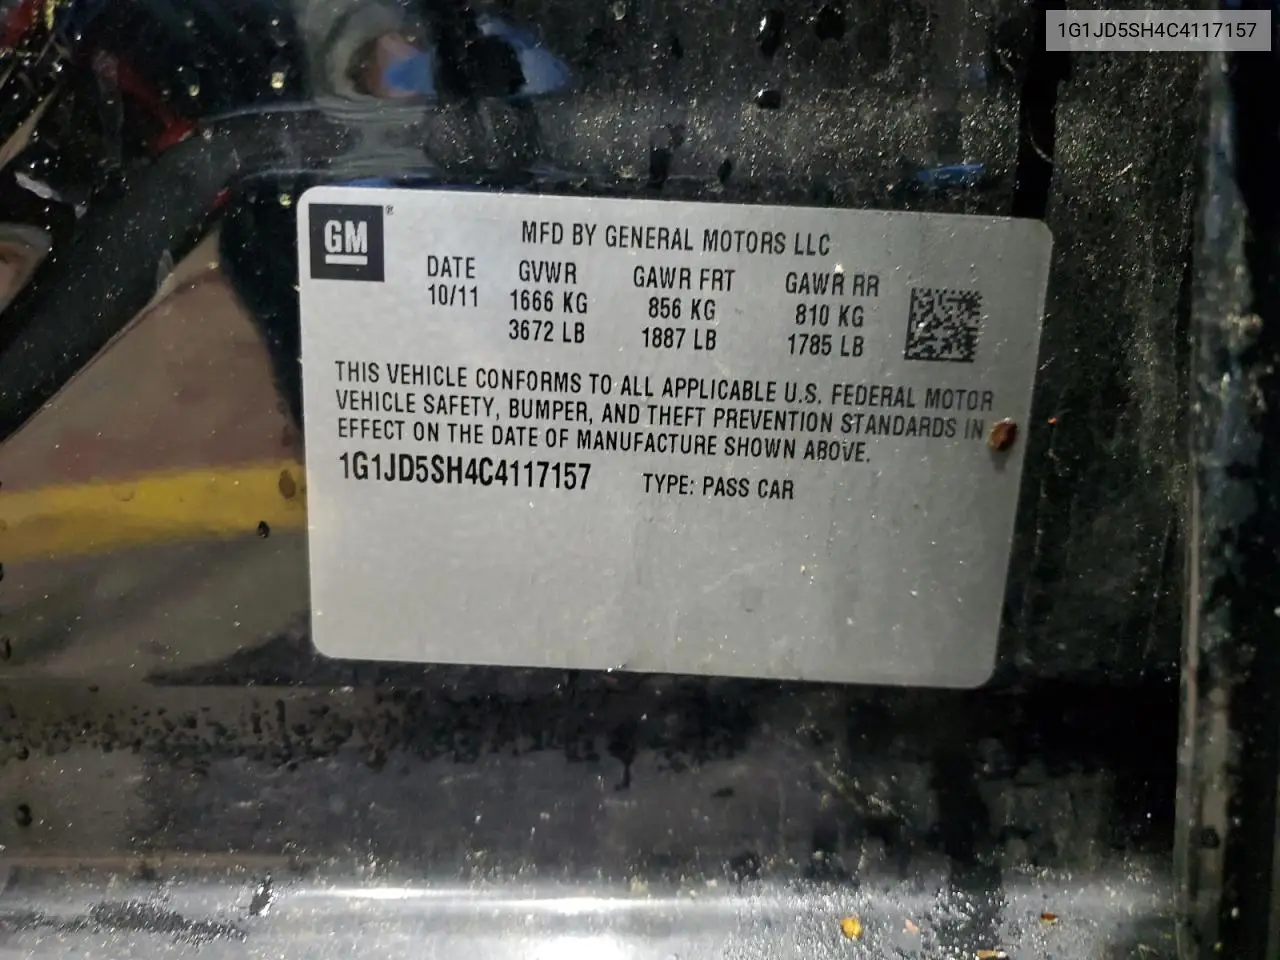 1G1JD5SH4C4117157
GM®
MFD BY GENERAL MOTORS LLC
DATE GVWR GAWR FRT GAWR RR
10/11 1666 KG 856 KG 810 KG
3672 LB 1887 LB 1785 LB
THIS VEHICLE CONFORMS TO ALL APPLICABLE U.S. FEDERAL MOTOR
VEHICLE SAFETY, BUMPER, AND THEFT PREVENTION STANDARDS IN
EFFECT ON THE DATE OF MANUFACTURE SHOWN ABOVE.
1G1JD5SH4C4117157 TYPE: PASS CAR